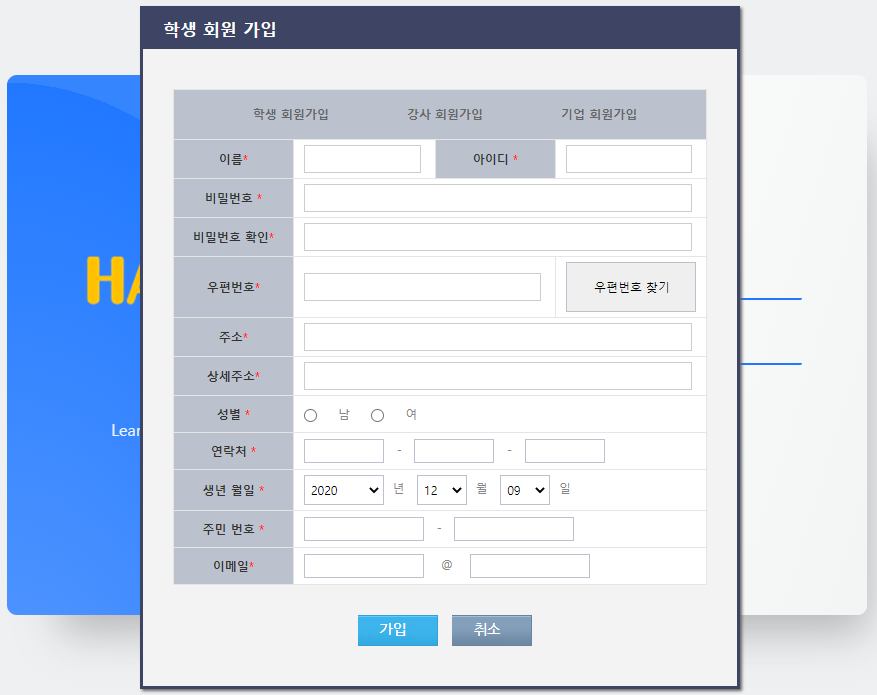 학생 회원 가입
학생 회원가입 강사 회원가입 기업 회원가입
이름* 아이디 *
비밀번호 *
비밀번호 확인*
우편번호* 우편번호 찾기
주소*
상세주소*
성별 * 남 여
연락처 * - -
생년 월일 * 2020 년 12 월 09 일
주민 번호 * -
이메일* @
가입 취소
HA
Lear